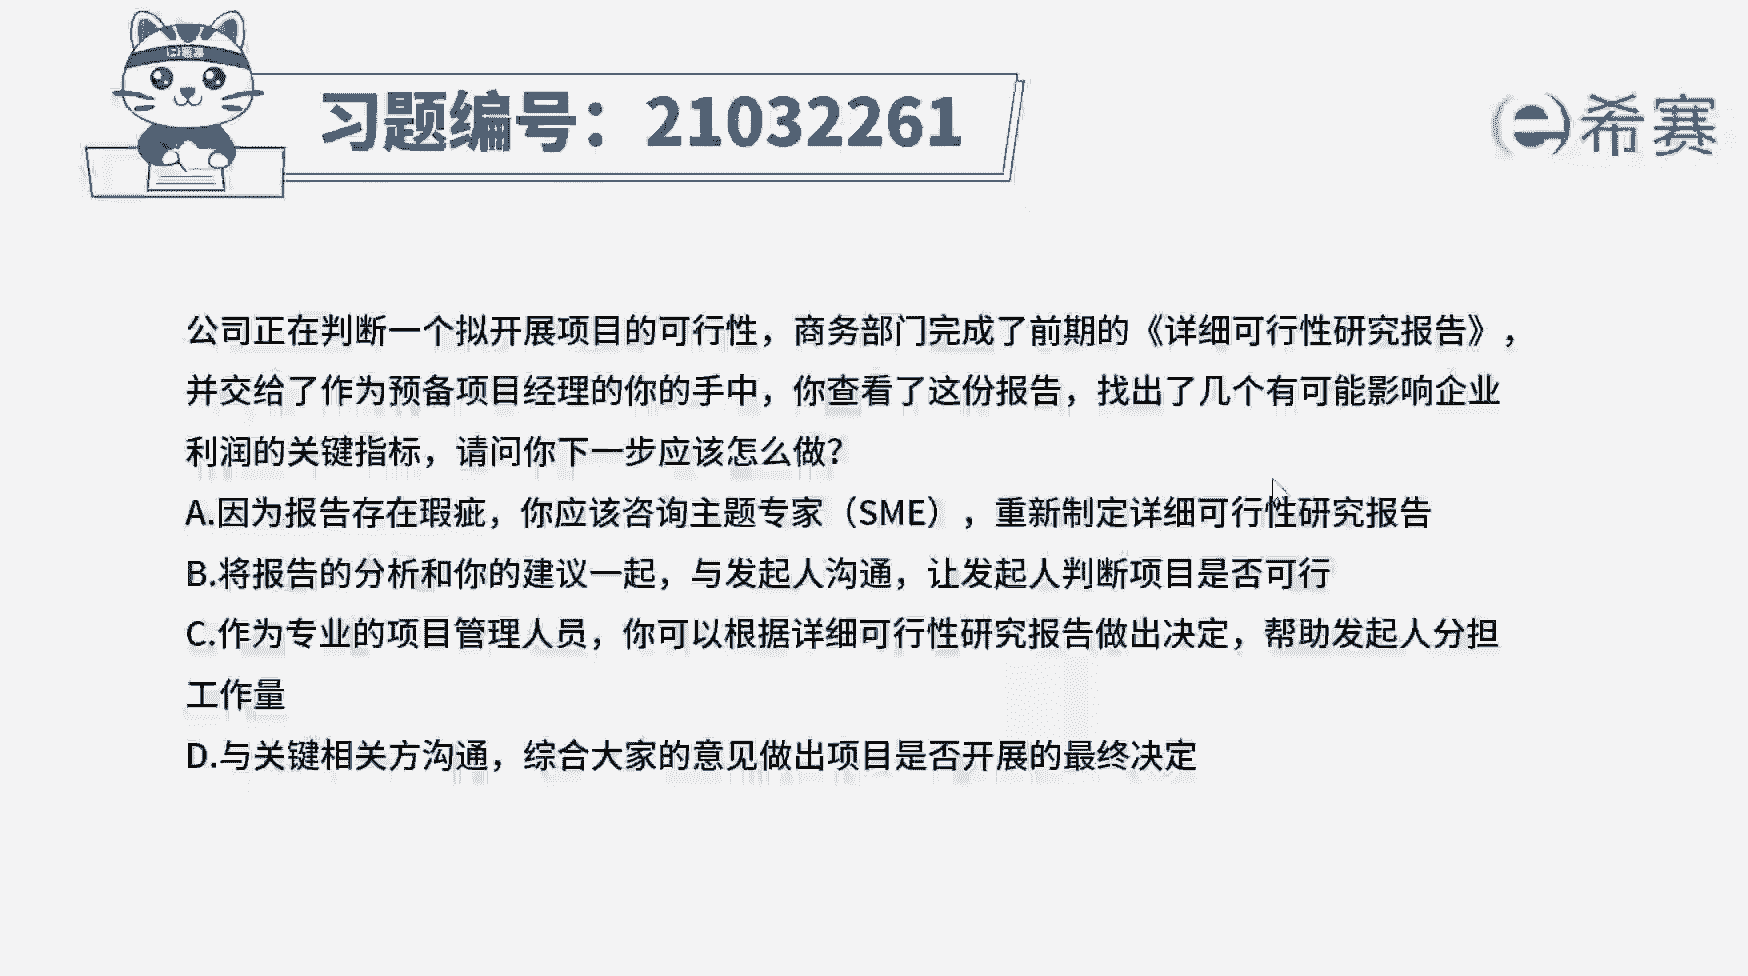 习题编号：21032261
希赛
公司正在判断一个拟开展项目的可行性，商务部门完成了前期的《详细可行性研究报告》，
并交给了作为预备项目经理的你的手中，你查看了这份报告，找出了几个有可能影响企业
利润的关键指标，请问你下一步应该怎么做？
A.因为报告存在瑕疵，你应该咨询主题专家（SME），重新制定详细可行性研究报告
B.将报告的分析和你的建议一起，与发起人沟通，让发起人判断项目是否可行
C.作为专业的项目管理人员，你可以根据详细可行性研究报告做出决定，帮助发起人分担
工作量
D.与关键相关方沟通，综合大家的意见做出项目是否开展的最终决定